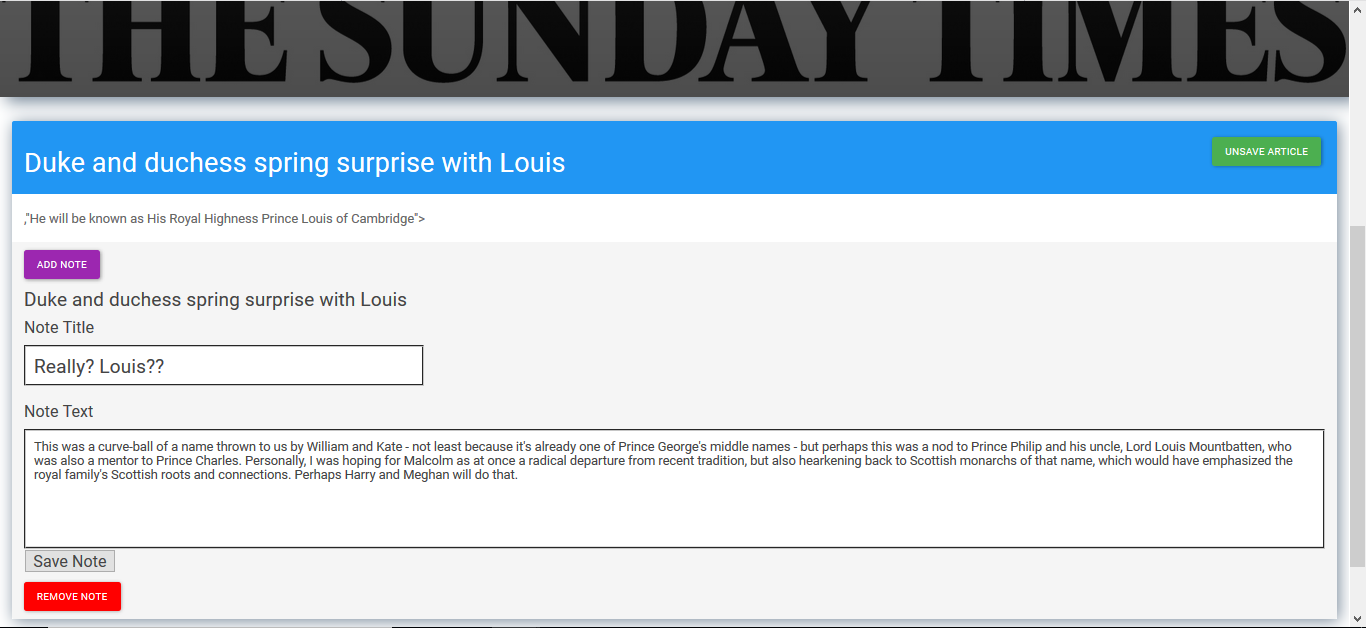 THE SUNDAY TIMES
Duke and duchess spring surprise with Louis
UNSAVE ARTICLE
,"He will be known as His Royal Highness Prince Louis of Cambridge">
ADD NOTE
Duke and duchess spring surprise with Louis
Note Title
Really? Louis??
Note Text
This was a curve-ball of a name thrown to us by William and Kate - not least because it's already one of Prince George's middle names - but perhaps this was a nod to Prince Philip and his uncle, Lord Louis Mountbatten, who
was also a mentor to Prince Charles. Personally, I was hoping for Malcolm as at once a radical departure from recent tradition, but also hearkening back to Scottish monarchs of that name, which would have emphasized the
royal family's Scottish roots and connections. Perhaps Harry and Meghan will do that.
Save Note
REMOVE NOTE